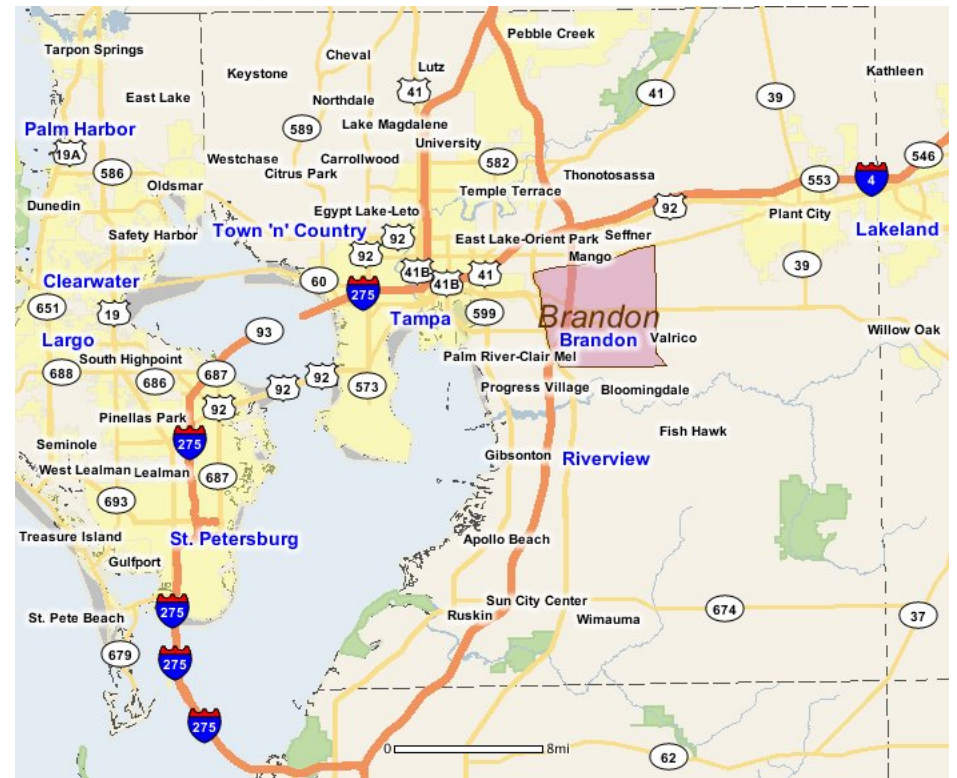 Pebble Creek
Tarpon Springs
Cheval
Lutz
Keystone
Kathleen
41
41
39
East Lake
Northdale
589
Lake Magdalene
Palm Harbor
University
19A
546
Westchase
Carrollwood
582
586
Citrus Park
Thonotosassa
553
4
Oldsmar
Temple Terrace
Dunedin
Egypt Lake-Leto
92
Plant City
Safety Harbor
Town 'n' Country
92
East Lake-Orient Park
Seffner
Lakeland
92
Mango
39
Clearwater
60
41B
41
275
41B
651
19
93
Tampa
599
Brandon
Willow Oak
Largo
Brandon
Valrico
South Highpoint
Palm River-Clair Mel
688
686
687
92
92
573
Progress Village
Bloomingdale
92
Pinellas Park
Fish Hawk
Seminole
275
Gibsonton
Riverview
West Lealman
Lealman
687
693
Treasure Island
St. Petersburg
Apollo Beach
Gulfport
Sun City Center
275
674
St. Pete Beach
Ruskin
Wimauma
37
679
275
275
0
8mi
62